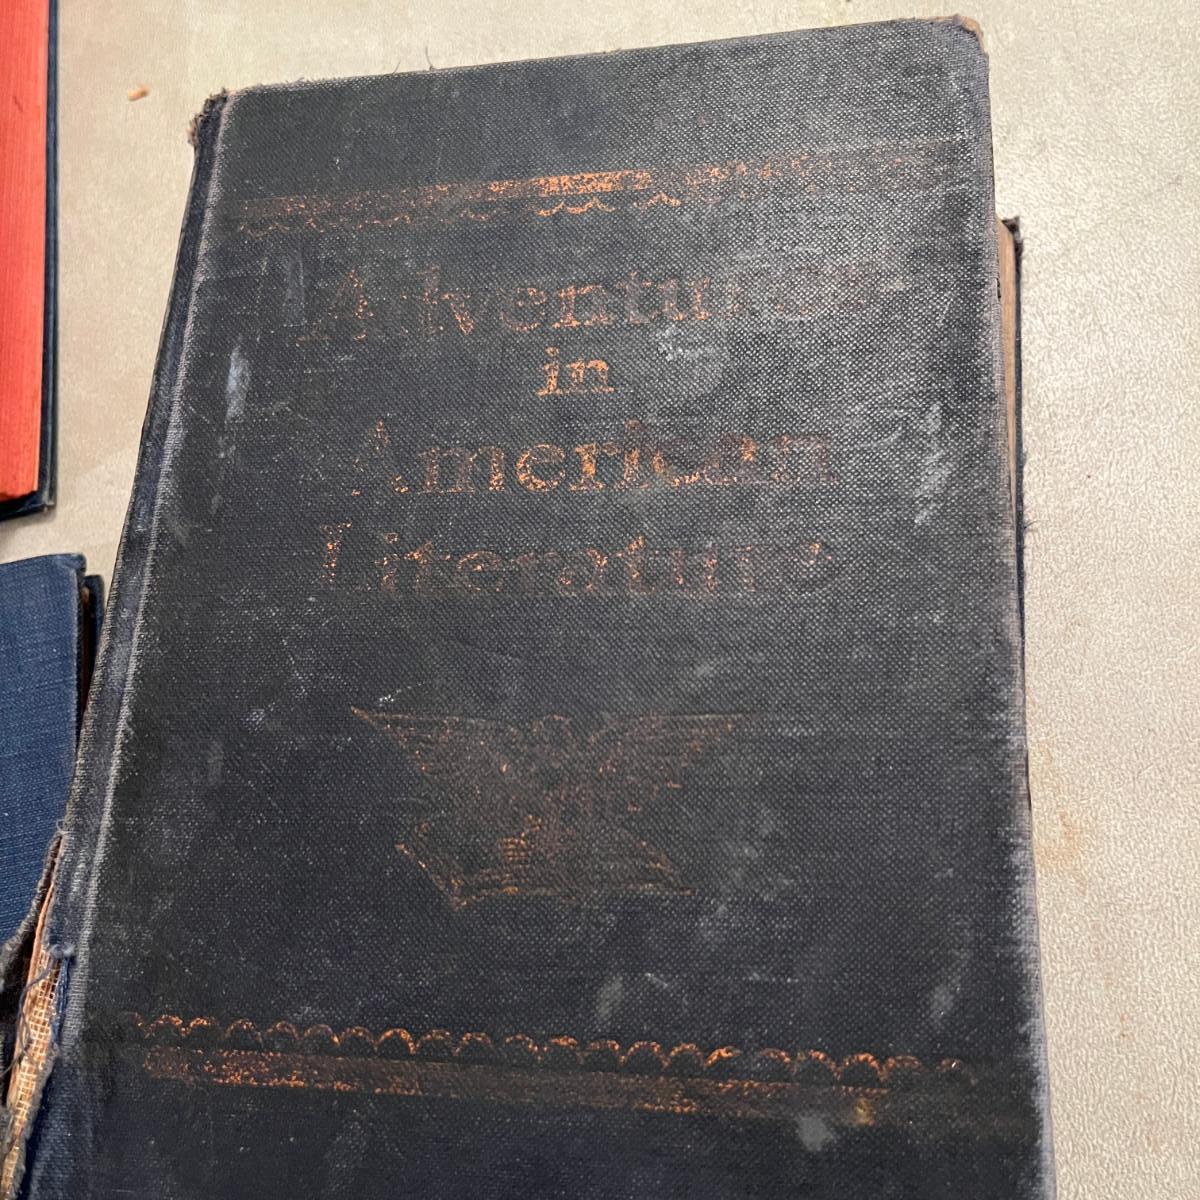 Adventures
in
American
Literature